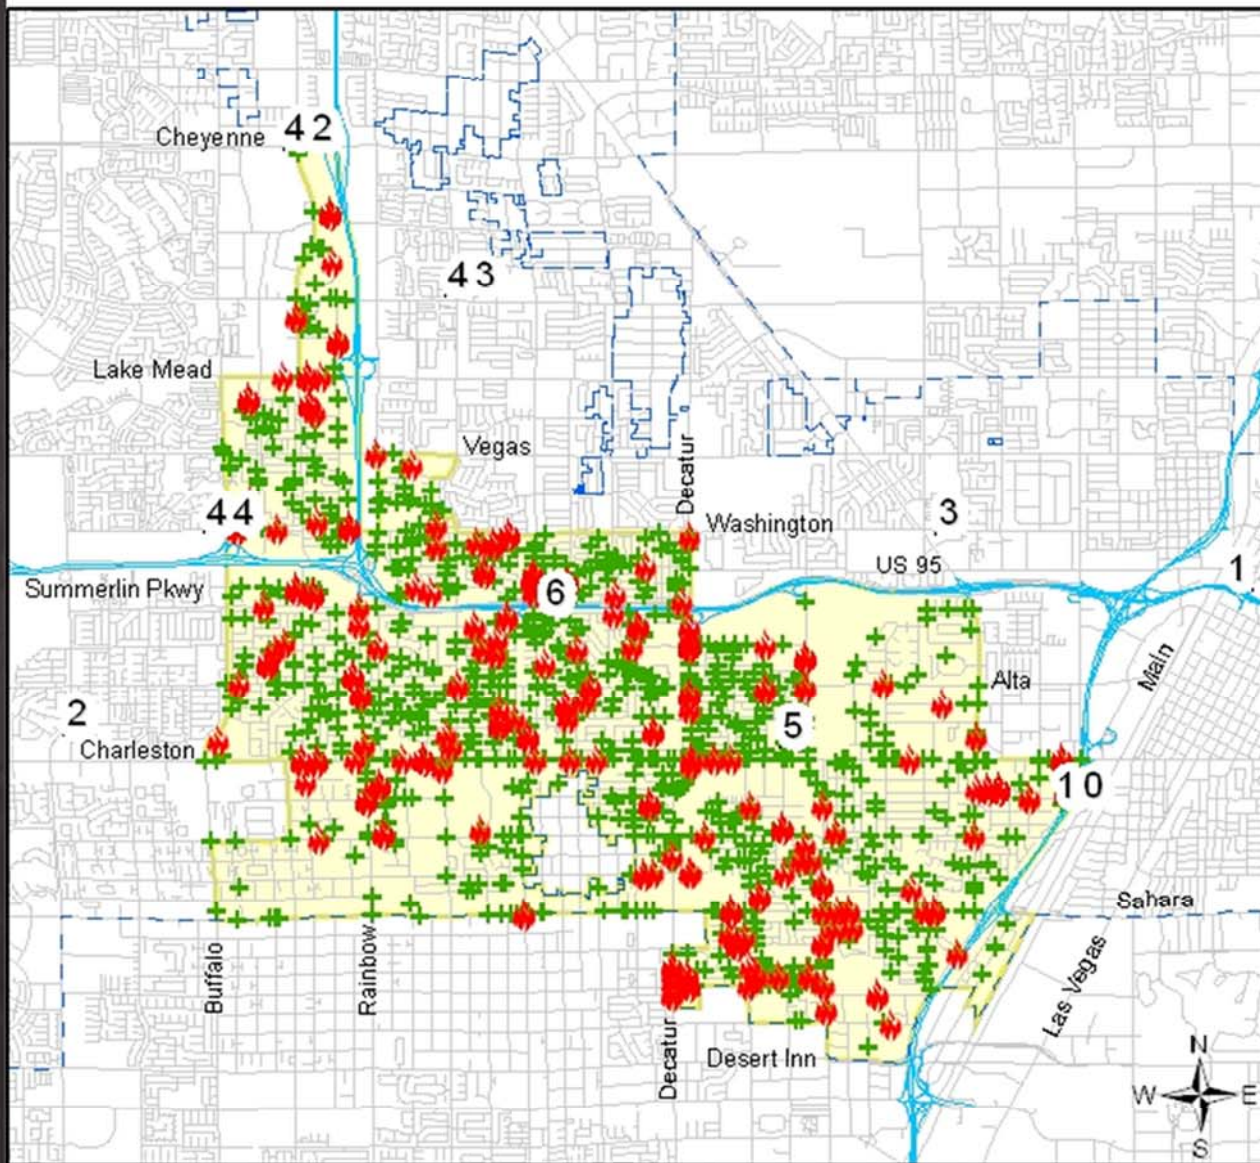 Cheyenne
42
43
Lake Mead
Vegas
Decatur
44
Washington
3
US 95
1
Summerlin Pkwy
6
Main
Alta
2
5
Charleston
10
Sahara
Buffalo
Rainbow
Las Vegas
Decatur
Desert Inn
N
W
E
S